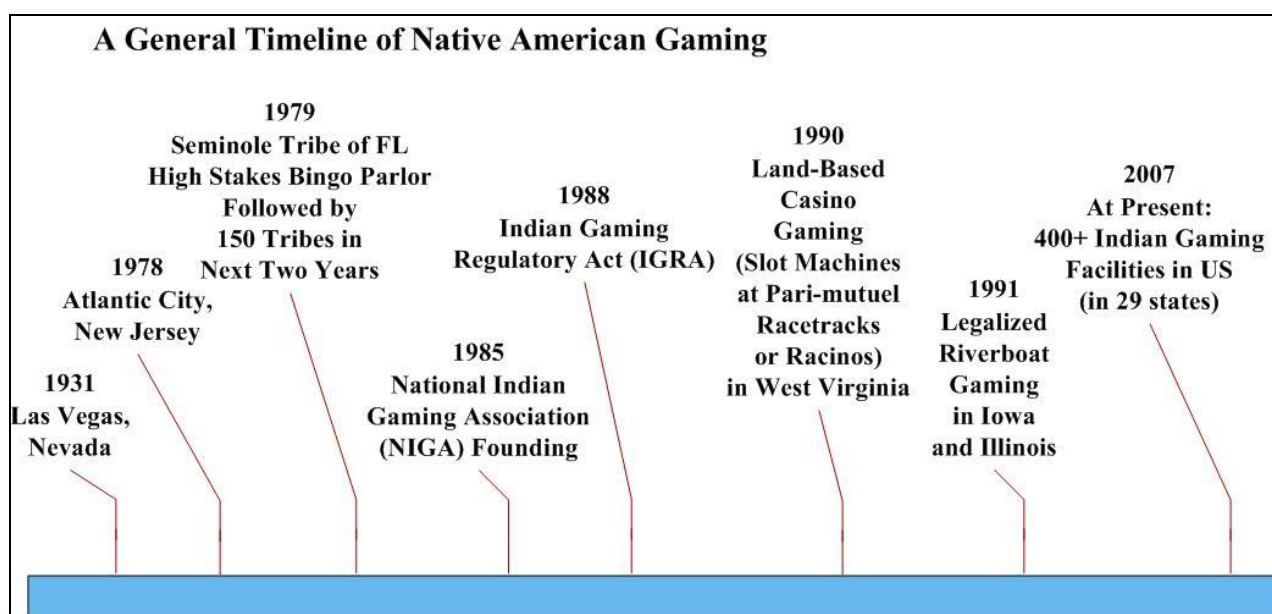 A General Timeline of Native American Gaming
1931
Las Vegas,
Nevada
1978
Atlantic City,
New Jersey
1979
Seminole Tribe of FL
High Stakes Bingo Parlor
Followed by
150 Tribes in
Next Two Years
1985
National Indian
Gaming Association
(NIGA) Founding
1988
Indian Gaming
Regulatory Act (IGRA)
1990
Land-Based
Casino
Gaming
(Slot Machines
at Pari-mutuel
Racetracks
or Racinos)
in West Virginia
1991
Legalized
Riverboat
Gaming
in Iowa
and Illinois
2007
At Present:
400+ Indian Gaming
Facilities in US
(in 29 states)